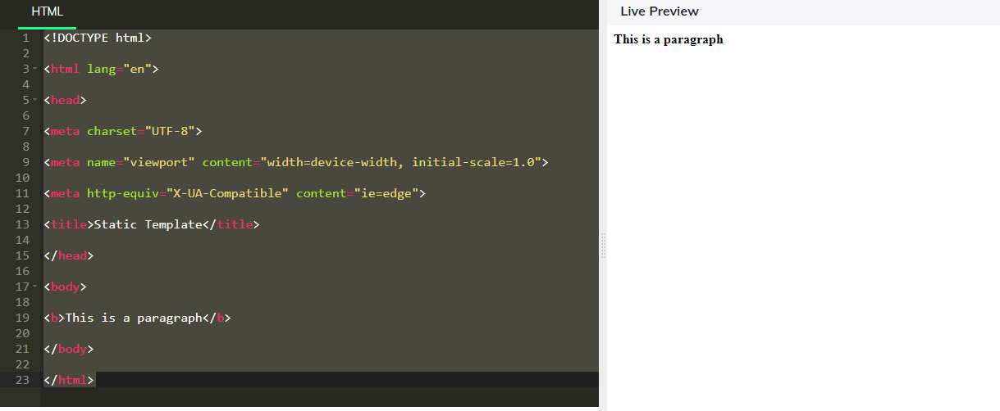 HTML
1 <!DOCTYPE html>
2
3 <html lang="en">
4
5 <head>
6
7 <meta charset="UTF-8">
8
9 <meta name="viewport" content="width=device-width, initial-scale=1.0">
10
11 <meta http-equiv="X-UA-Compatible" content="ie=edge">
12
13 <title>Static Template</title>
14
15 </head>
16
17 <body>
18
19 <b>This is a paragraph</b>
20
21 </body>
22
23 </html>
Live Preview
This is a paragraph